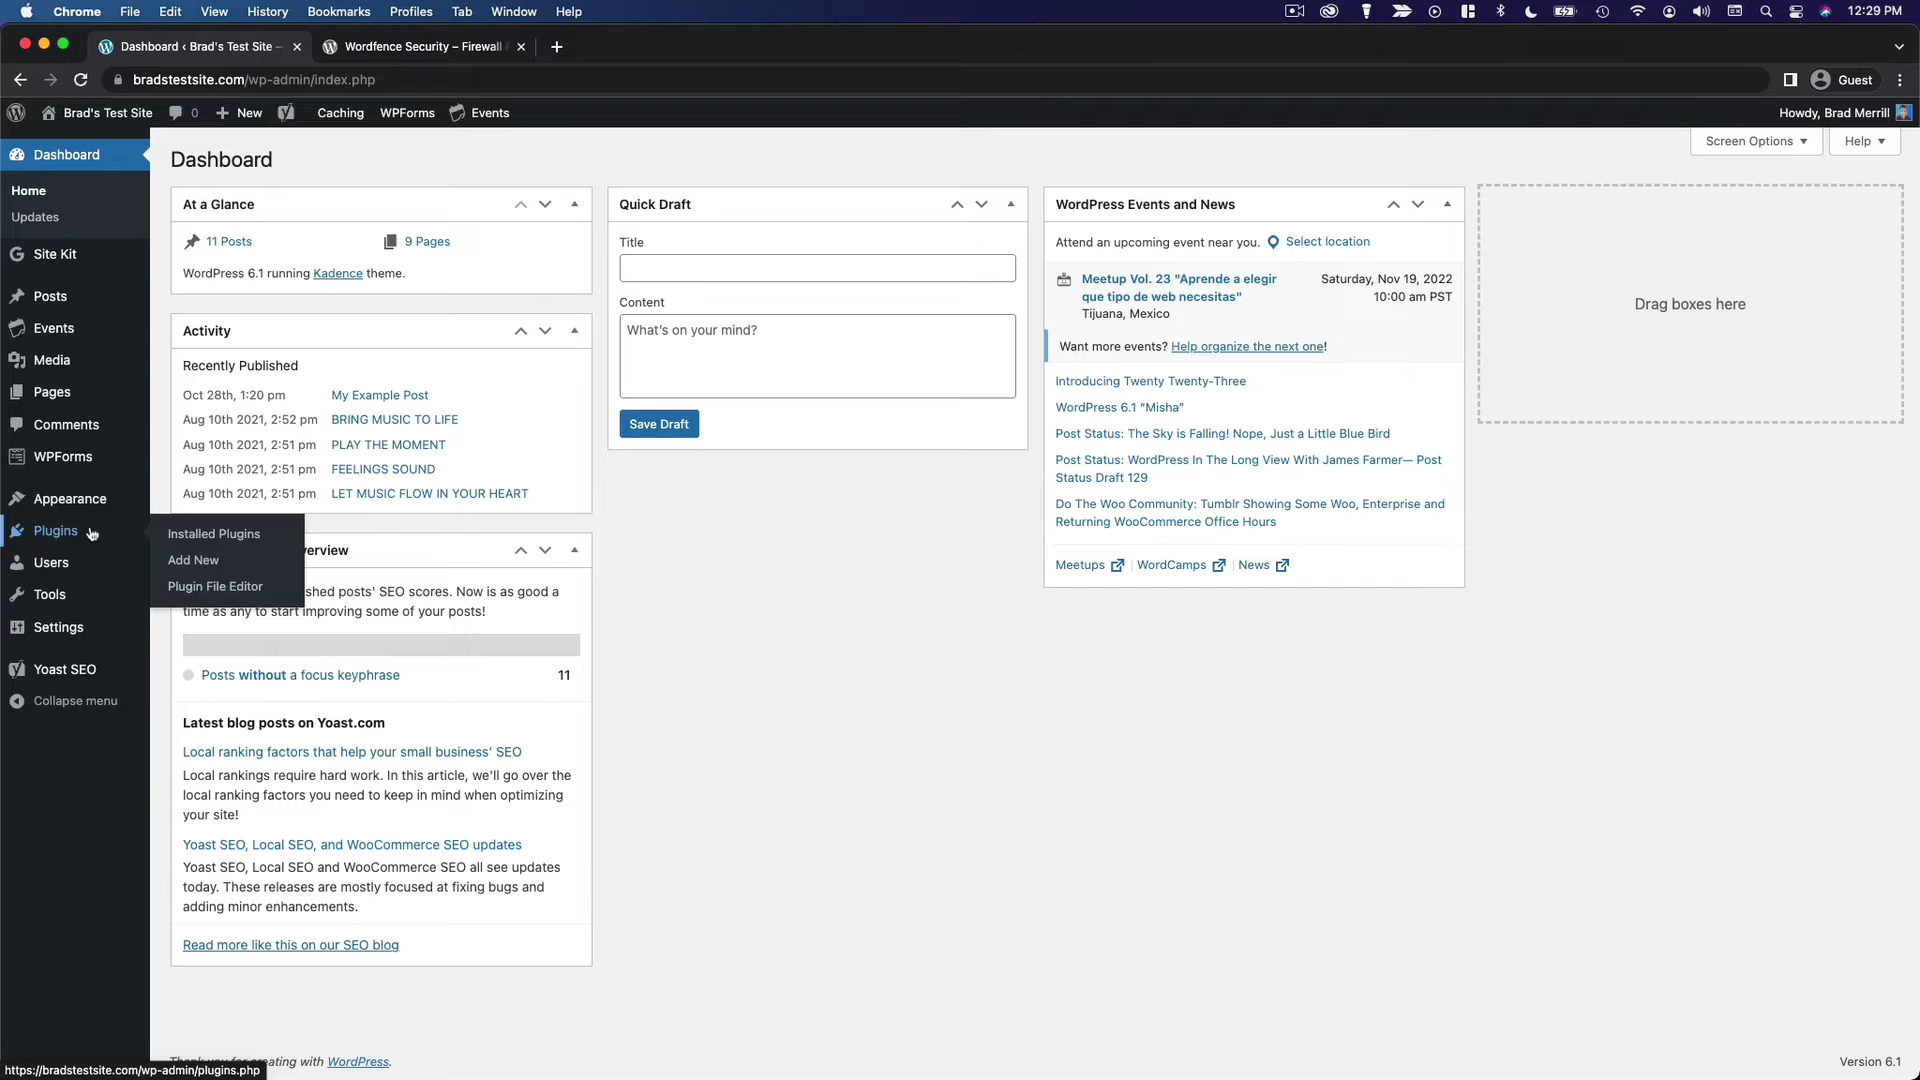 Chrome File Edit View History Bookmarks Profiles Tab Window Help 12:29 PM
Dashboard ‹ Brad's Test Site – Wordfence Security – Firewall &
bradstestsite.com/wp-admin/index.php Guest
Brad's Test Site 0 New Caching WPForms Events Howdy, Brad Merrill
Screen Options Help
Dashboard
Home
Updates
Site Kit
Posts
Events
Media
Pages
Comments
WPForms
Appearance
Plugins
Users
Tools
Settings
Yoast SEO
Collapse menu
Installed Plugins
Add New
Plugin File Editor
Dashboard
At a Glance
11 Posts 9 Pages
WordPress 6.1 running Kadence theme.
Activity
Recently Published
Oct 28th, 1:20 pm My Example Post
Aug 10th 2021, 2:52 pm BRING MUSIC TO LIFE
Aug 10th 2021, 2:51 pm PLAY THE MOMENT
Aug 10th 2021, 2:51 pm FEELINGS SOUND
Aug 10th 2021, 2:51 pm LET MUSIC FLOW IN YOUR HEART
erview
shed posts' SEO scores. Now is as good a
time as any to start improving some of your posts!
Posts without a focus keyphrase 11
Latest blog posts on Yoast.com
Local ranking factors that help your small business' SEO
Local rankings require hard work. In this article, we'll go over the
local ranking factors you need to keep in mind when optimizing
your site!
Yoast SEO, Local SEO, and WooCommerce SEO updates
Yoast SEO, Local SEO and WooCommerce SEO all see updates
today. These releases are mostly focused at fixing bugs and
adding minor enhancements.
Read more like this on our SEO blog
Quick Draft
Title
Content
What's on your mind?
Save Draft
WordPress Events and News
Attend an upcoming event near you. Select location
Meetup Vol. 23 "Aprende a elegir
que tipo de web necesitas"
Tijuana, Mexico
Saturday, Nov 19, 2022
10:00 am PST
Want more events? Help organize the next one!
Introducing Twenty Twenty-Three
WordPress 6.1 “Misha”
Post Status: The Sky is Falling! Nope, Just a Little Blue Bird
Post Status: WordPress In The Long View With James Farmer— Post
Status Draft 129
Do The Woo Community: Tumblr Showing Some Woo, Enterprise and
Returning WooCommerce Office Hours
Meetups | WordCamps | News
Drag boxes here
Thank you for creating with WordPress.
Version 6.1
https://bradstestsite.com/wp-admin/plugins.php